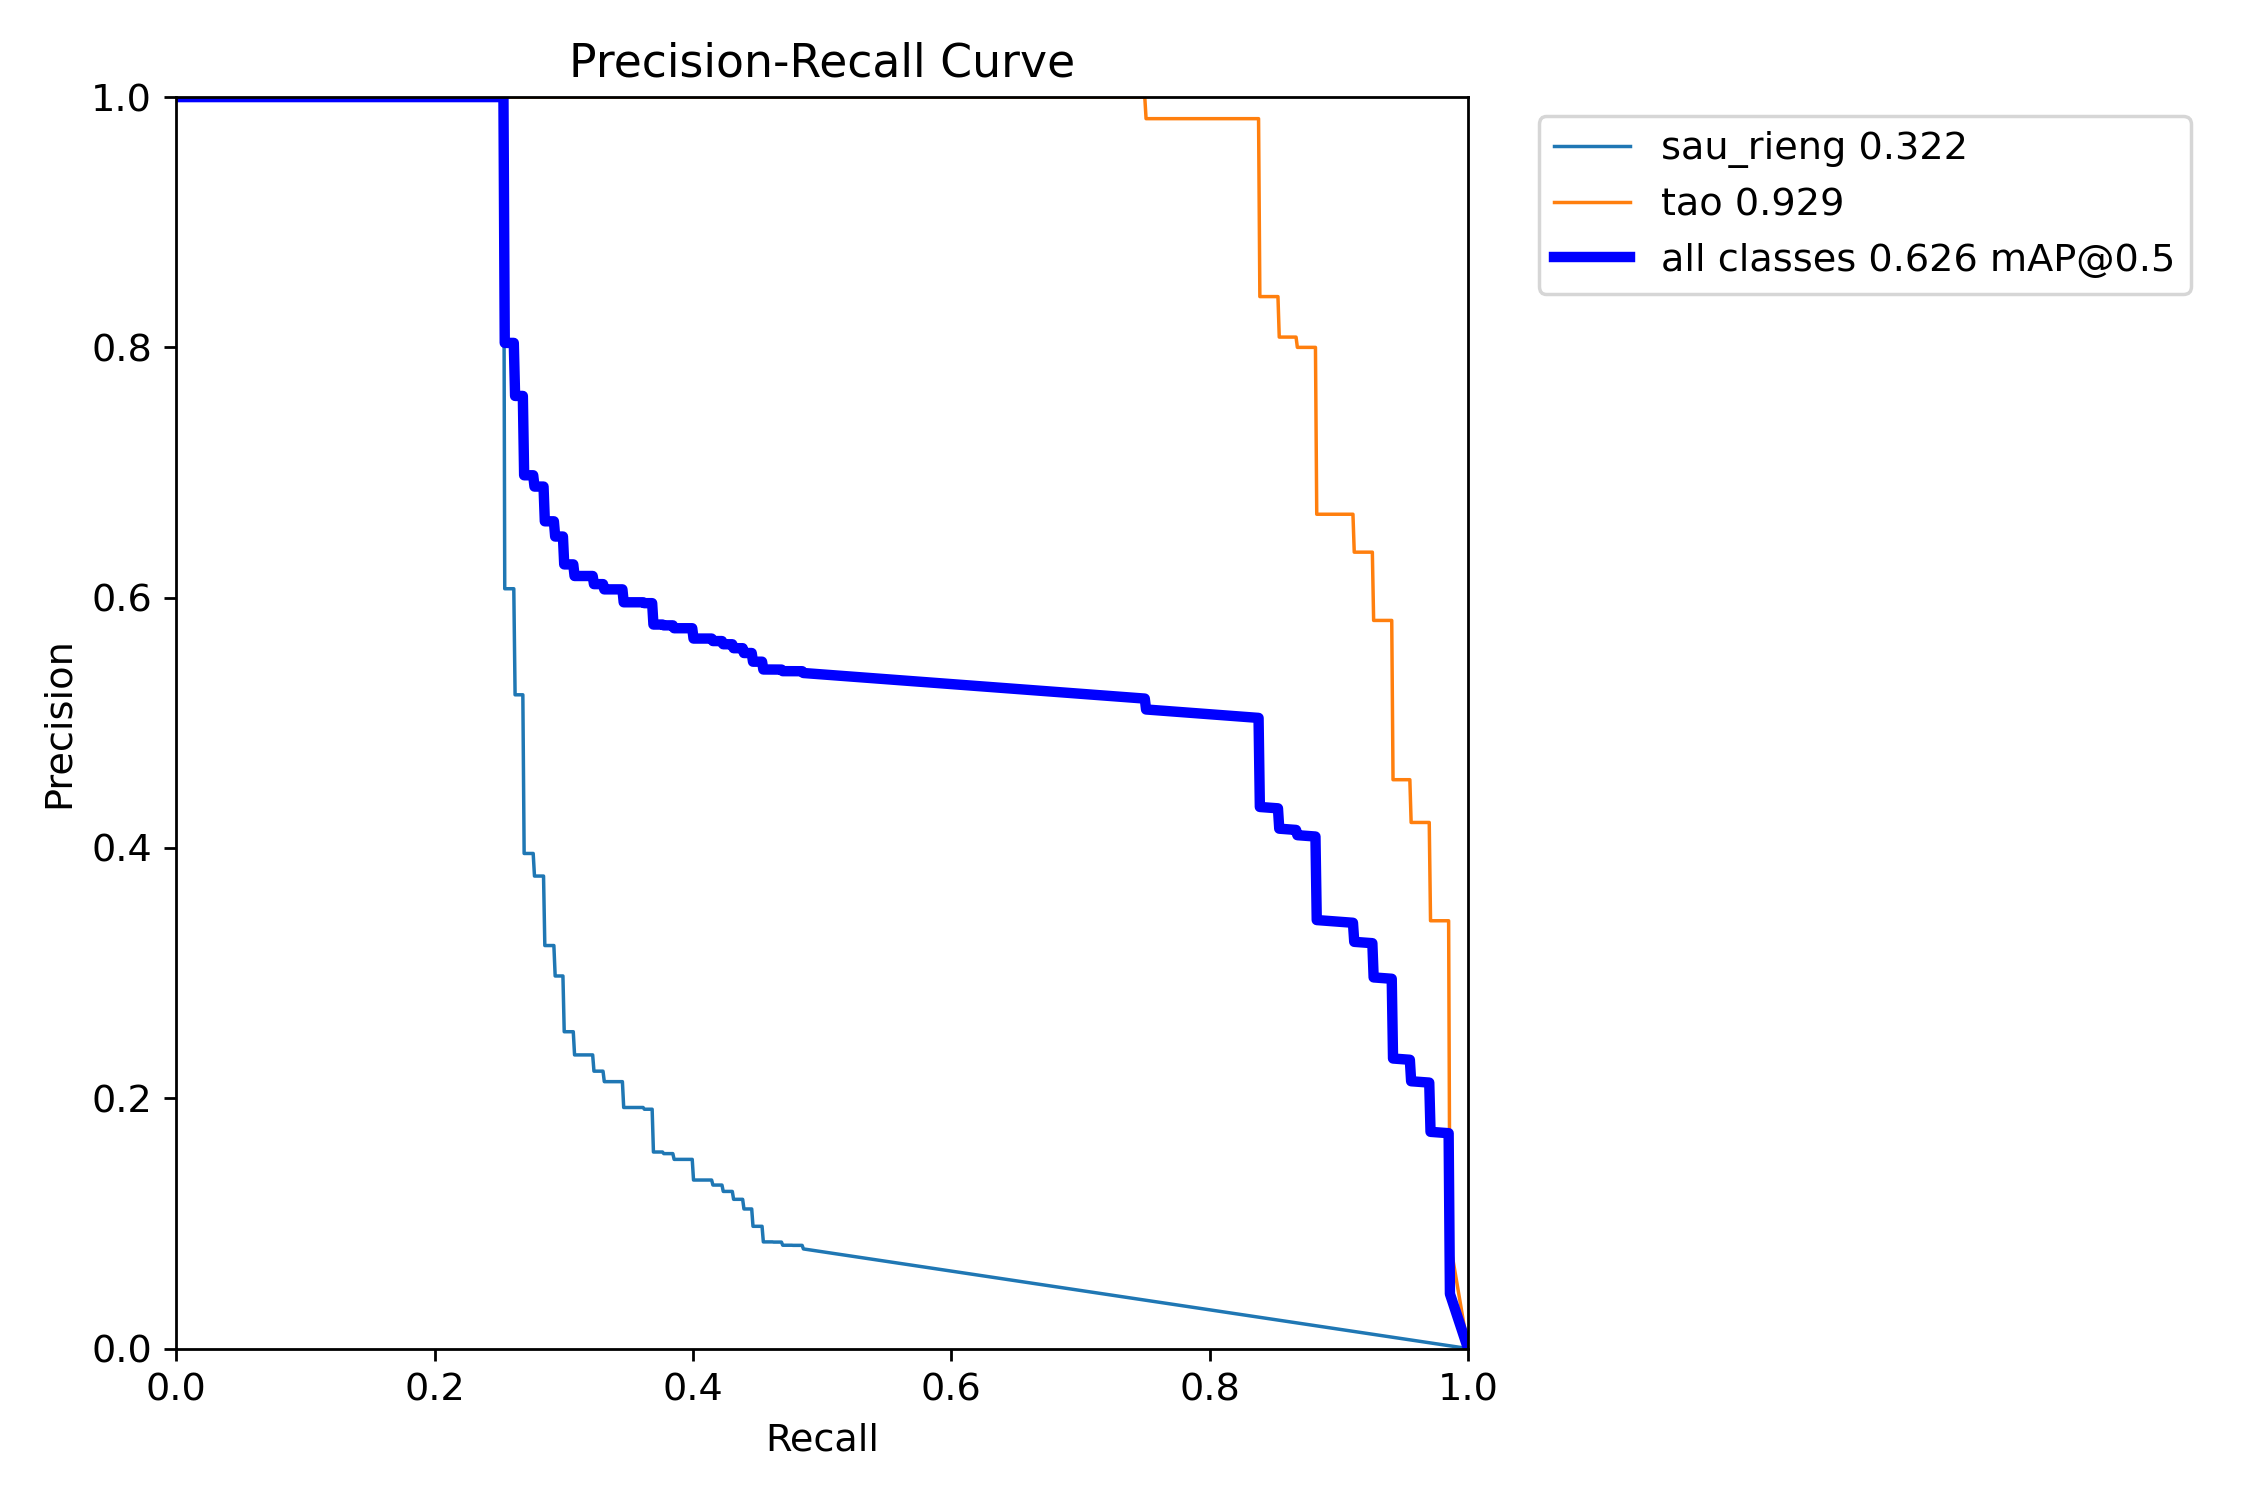 Precision-Recall Curve
1.0
0.8
0.6
0.4
0.2
0.0
Precision
0.0 0.2 0.4 0.6 0.8 1.0
Recall
sau_rieng 0.322
tao 0.929
all classes 0.626 mAP@0.5